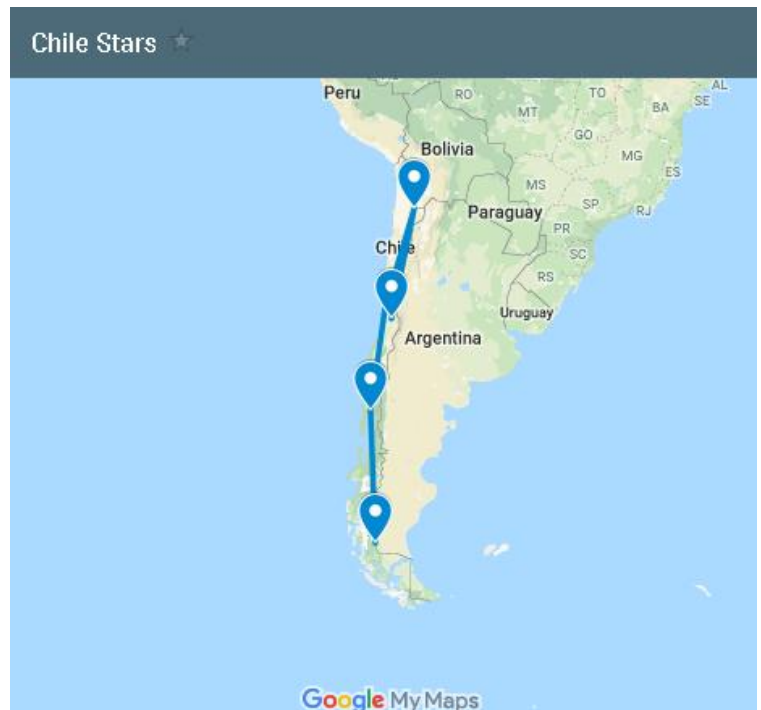 Chile Stars
AL
Peru
RO
TO
SE
MT
BA
GO
Bolivia
MG
ES
MS
Paraguay
SP
RJ
PR
Chile
SC
RS
Uruguay
Argentina
Google My Maps